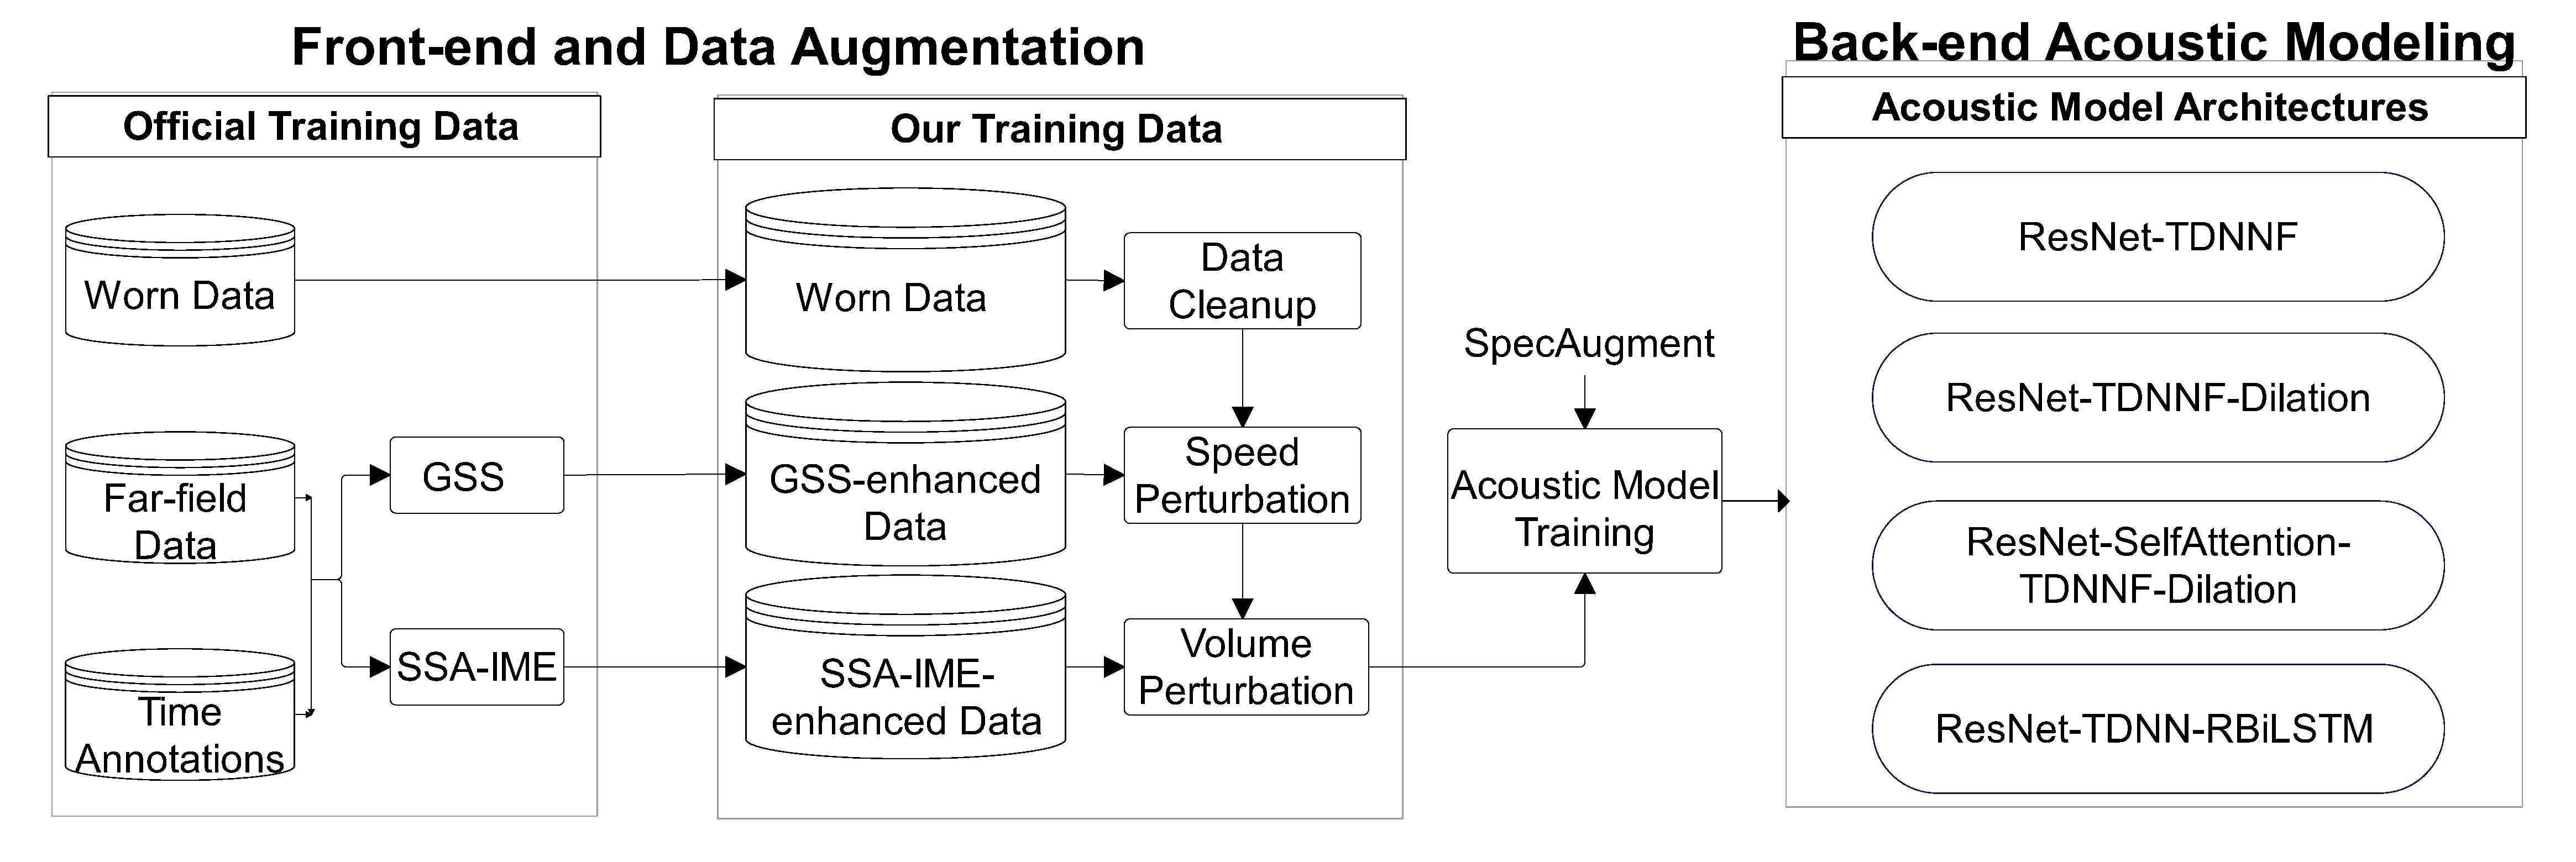 Front-end and Data Augmentation
Back-end Acoustic Modeling
Official Training Data
Our Training Data
Acoustic Model Architectures
Worn Data
Far-field
Data
Time
Annotations
GSS
SSA-IME
Worn Data
GSS-enhanced
Data
SSA-IME-
enhanced Data
Data
Cleanup
Speed
Perturbation
Volume
Perturbation
SpecAugment
Acoustic Model
Training
ResNet-TDNNF
ResNet-TDNNF-Dilation
ResNet-SelfAttention-
TDNNF-Dilation
ResNet-TDNN-RBiLSTM